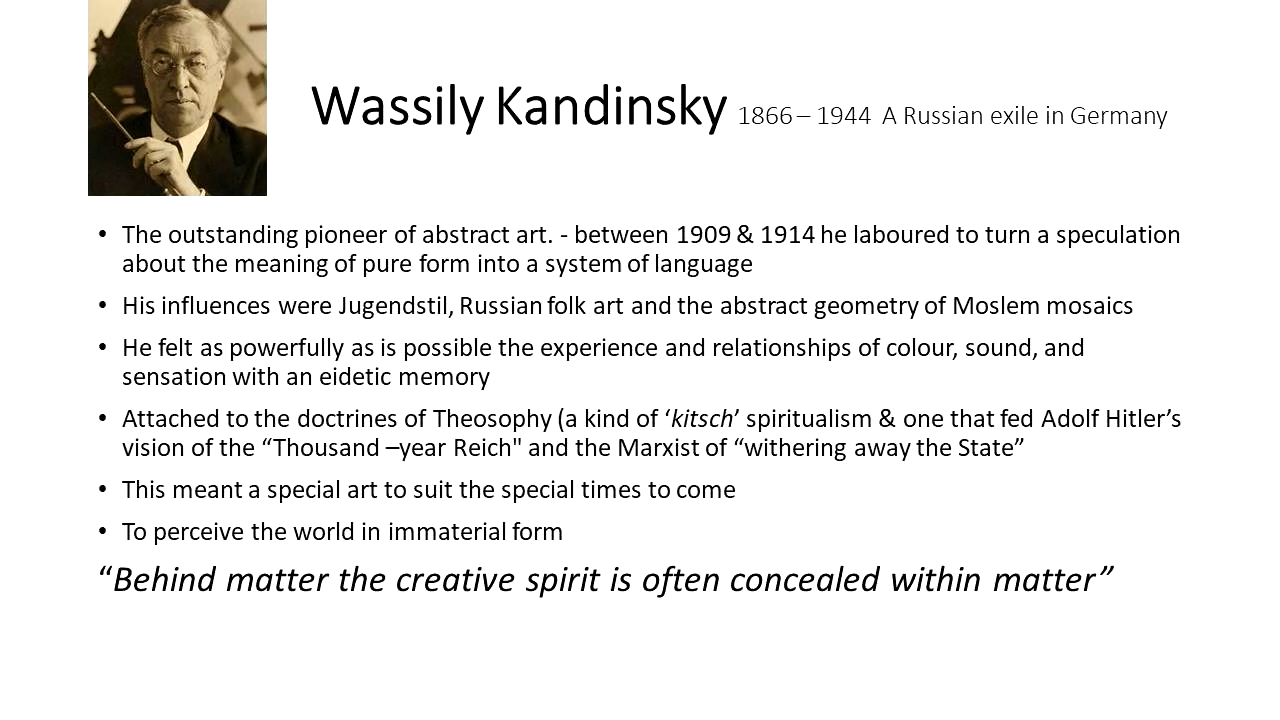 Wassily Kandinsky 1866 – 1944 A Russian exile in Germany
• The outstanding pioneer of abstract art. - between 1909 & 1914 he laboured to turn a speculation
about the meaning of pure form into a system of language
• His influences were Jugendstil, Russian folk art and the abstract geometry of Moslem mosaics
• He felt as powerfully as is possible the experience and relationships of colour, sound, and
sensation with an eidetic memory
• Attached to the doctrines of Theosophy (a kind of ‘kitsch’ spiritualism & one that fed Adolf Hitler’s
vision of the “Thousand –year Reich" and the Marxist of “withering away the State”
• This meant a special art to suit the special times to come
• To perceive the world in immaterial form
“Behind matter the creative spirit is often concealed within matter”